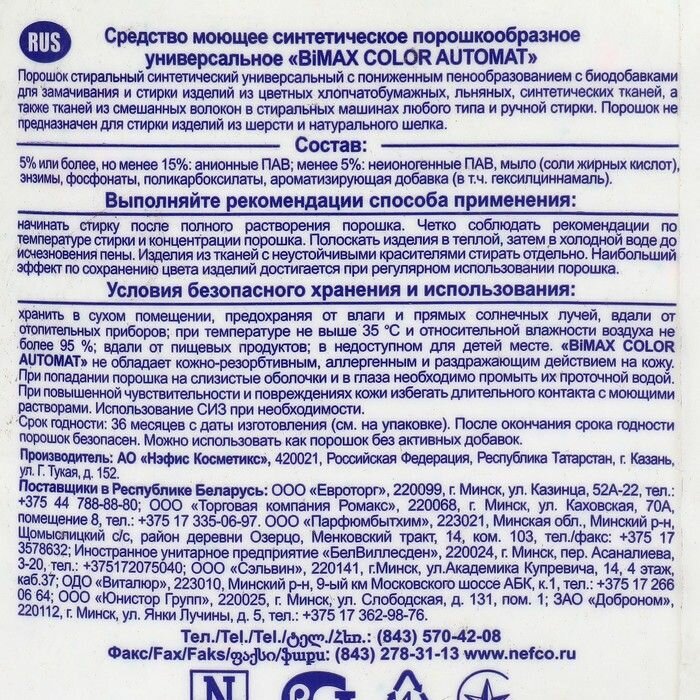 RUS
Средство моющее синтетическое порошкообразное
универсальное «BiMAX COLOR AUTOMAT»
Порошок стиральный синтетический универсальный с пониженным пенообразованием с биодобавками
для замачивания и стирки изделий из цветных хлопчатобумажных, льняных, синтетических тканей, а
также тканей из смешанных волокон в стиральных машинах любого типа и ручной стирки. Порошок не
предназначен для стирки изделий из шерсти и натурального шелка.
Состав:
5% или более, но менее 15%: анионные ПАВ; менее 5%: неионогенные ПАВ, мыло (соли жирных кислот),
энзимы, фосфонаты, поликарбоксилаты, ароматизирующая добавка (в т.ч. гексилциннамаль).
Выполняйте рекомендации способа применения:
начинать стирку после полного растворения порошка. Четко соблюдать рекомендации по
температуре стирки и концентрации порошка. Полоскать изделия в теплой, затем в холодной воде до
исчезновения пены. Изделия из тканей с неустойчивыми красителями стирать отдельно. Наибольший
эффект по сохранению цвета изделий достигается при регулярном использовании порошка.
Условия безопасного хранения и использования:
хранить в сухом помещении, предохраняя от влаги и прямых солнечных лучей, вдали от
отопительных приборов; при температуре не выше 35 °С и относительной влажности воздуха не
более 95 %; вдали от пищевых продуктов; в недоступном для детей месте. «BiMAX COLOR
AUTOMAT» не обладает кожно-резорбтивным, аллергенным и раздражающим действием на кожу.
При попадании порошка на слизистые оболочки и в глаза необходимо промыть их проточной водой.
При повышенной чувствительности и повреждениях кожи избегать длительного контакта с моющими
растворами. Использование СИЗ при необходимости.
Срок годности: 36 месяцев с даты изготовления (см. на упаковке). После окончания срока годности
порошок безопасен. Можно использовать как порошок без активных добавок.
Производитель: АО «Нэфис Косметикс», 420021, Российская Федерация, Республика Татарстан, г. Казань,
ул. Г. Тукая, д. 152.
Поставщики в Республике Беларусь: ООО «Евроторг», 220099, г. Минск, ул. Казинца, 52А-22, тел.:
+375 44 788-88-80; ООО «Торговая компания Ромакс», 220068, г. Минск, ул. Каховская, 70А,
помещение 8, тел.: +375 17 335-06-97. ООО «Парфюмбытхим», 223021, Минская обл., Минский р-н,
Щомыслицкий с/с, район деревни Озерцо, Менковский тракт, 14, ком. 103, тел./факс: +375 17
3578632; Иностранное унитарное предприятие «БелВиллесден», 220024, г. Минск, пер. Асаналиева,
3-20, тел.: +375172075040; ООО «Сэльвин», 220141, г.Минск, ул.Академика Купревича, 14, 4 этаж,
каб.37; ОДО «Виталюр», 223010, Минский р-н, 9-ый км Московского шоссе АБК, к.1, тел.: +375 17 266
06 64; ООО «Юнистор Групп», 220025, г. Минск, ул. Слободская, д. 131, пом. 1; ЗАО «Доброном»,
220112, г. Минск, ул. Янки Лучины, д. 5, тел.: +375 17 362-98-76.
Тел./Tel./Tel./ტელ./Հեռ.: (843) 570-42-08
Факс/Fax/Faks/ფაქსი/ֆաքս: (843) 278-31-13 www.nefco.ru
N